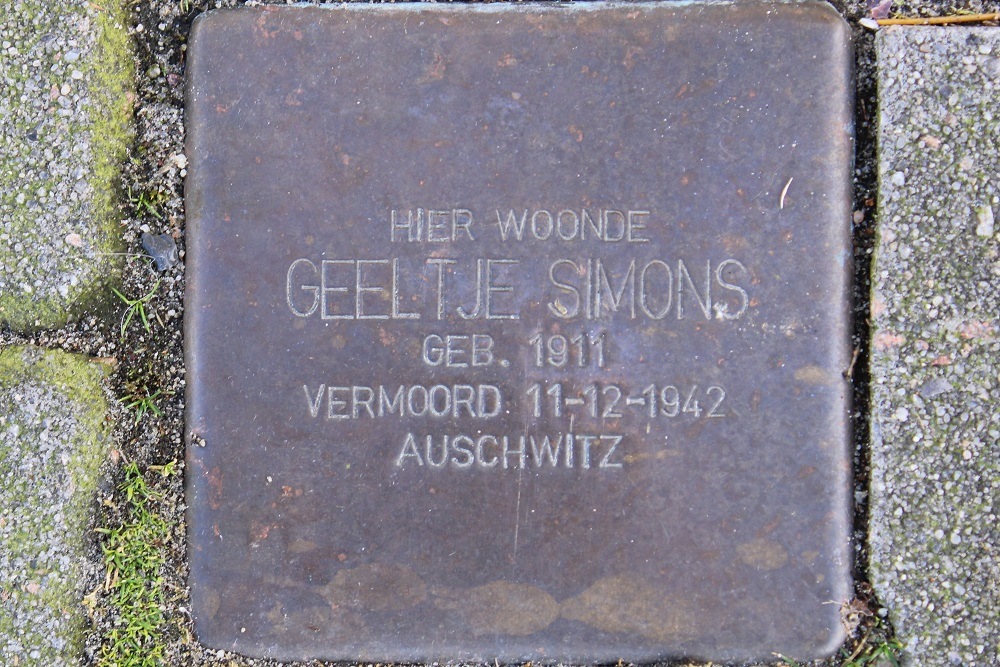 HIER WOONDE
GEELTJE SIMONS
GEB. 1911
VERMOORD 11-12-1942
AUSCHWITZ